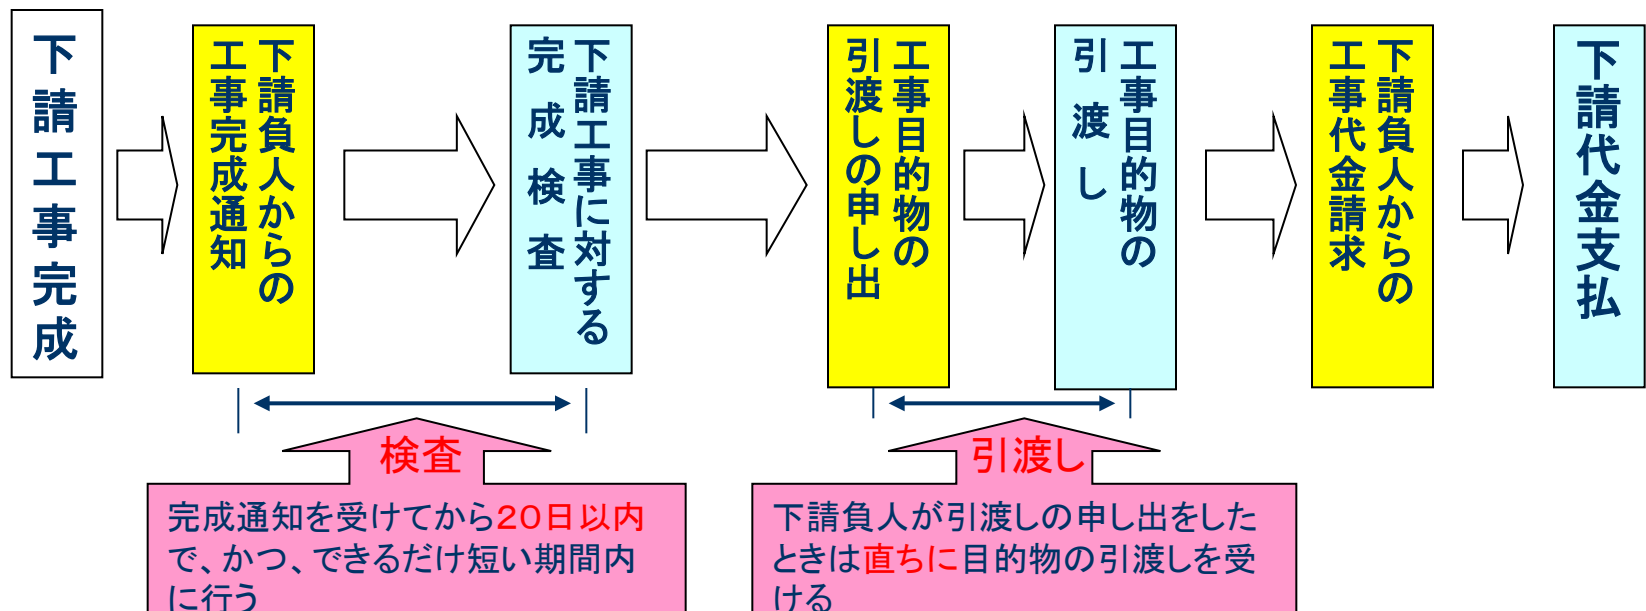 下請工事完成
下請負人からの
工事完成通知
下請工事に対する
完成検査
工事目的物の
引渡しの申し出
工事目的物の
引渡し
下請負人からの
工事代金請求
下請代金支払
検査
完成通知を受けてから２０日以内
で、かつ、できるだけ短い期間内
に行う
引渡し
下請負人が引渡しの申し出をした
ときは直ちに目的物の引渡しを受
ける